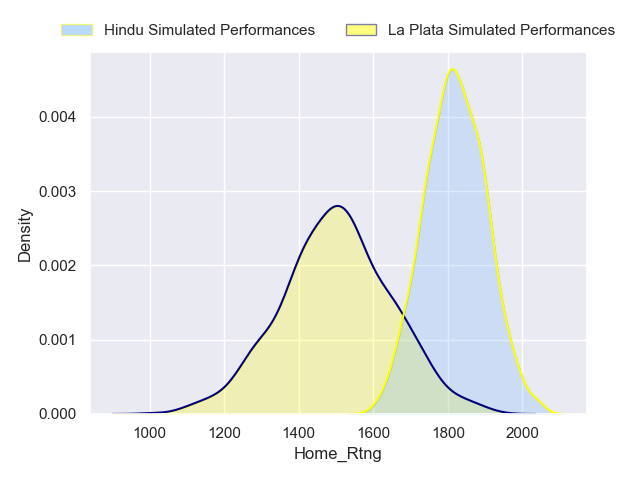 Hindu Simulated Performances La Plata Simulated Performances
0.004
0.003
0.002
0.001
0.000
Density
1000 1200 1400 1600 1800 2000
Home_Rtng